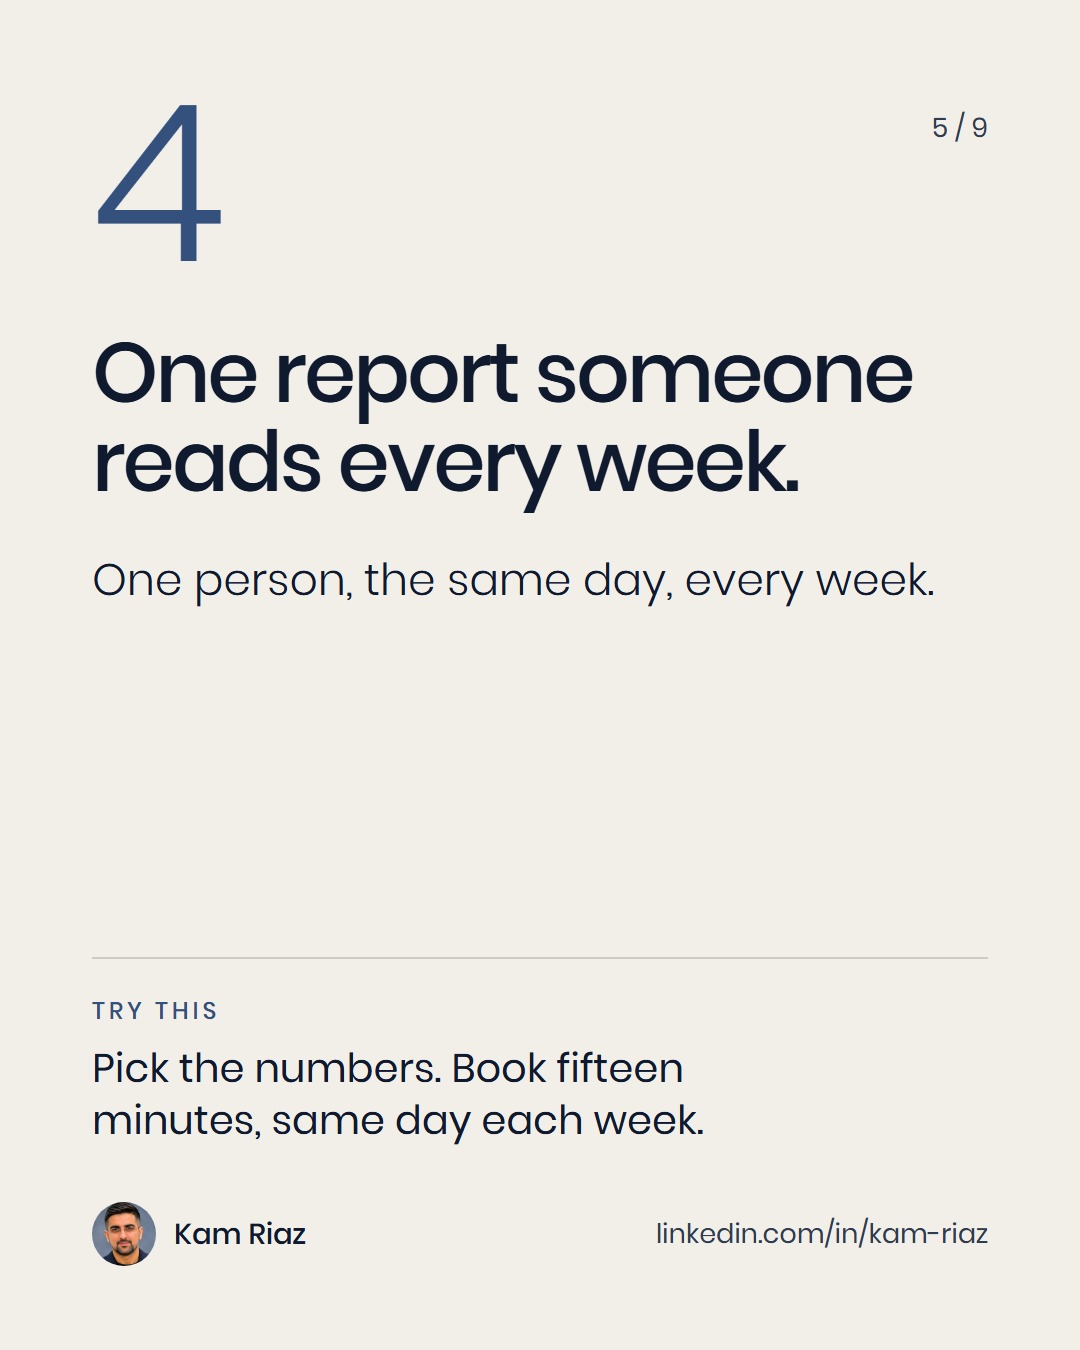 4
5 / 9
One report someone
reads every week.
One person, the same day, every week.
TRY THIS
Pick the numbers. Book fifteen
minutes, same day each week.
Kam Riaz
linkedin.com/in/kam-riaz